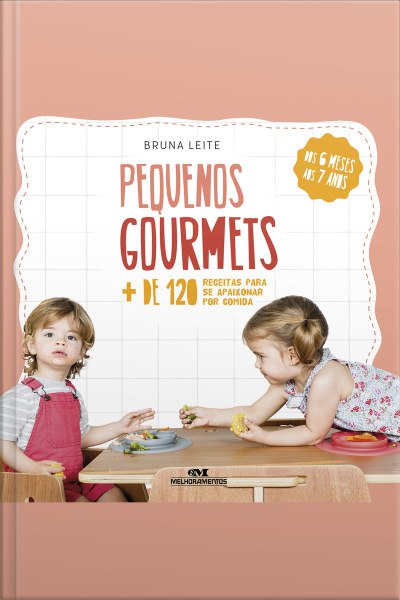 BRUNA LEITE
DOS 6 MESES
AOS 7 ANOS
PEQUENOS
GOURMETS
+ DE 120
RECEITAS PARA
SE APAIXONAR
POR COMIDA
MELHORAMENTOS